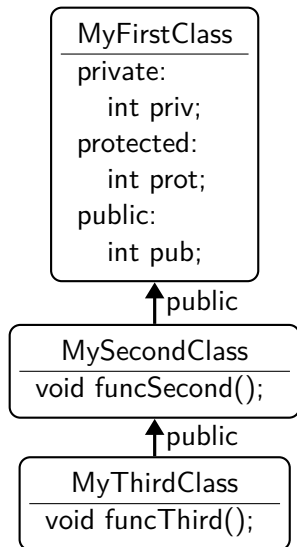 MyFirstClass
private:
int priv;
protected:
int prot;
public:
int pub;
public
MySecondClass
void funcSecond();
public
MyThirdClass
void funcThird();